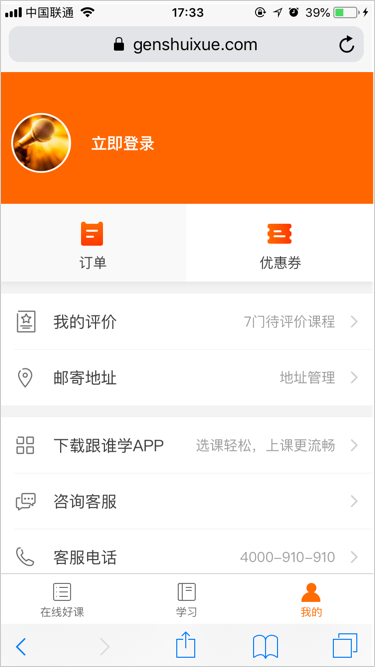 中国联通 17:33 39%
genshuixue.com
立即登录
订单 优惠券
我的评价 7门待评价课程
邮寄地址 地址管理
下载跟谁学APP 选课轻松，上课更流畅
咨询客服
客服电话 4000-910-910
在线好课 学习 我的